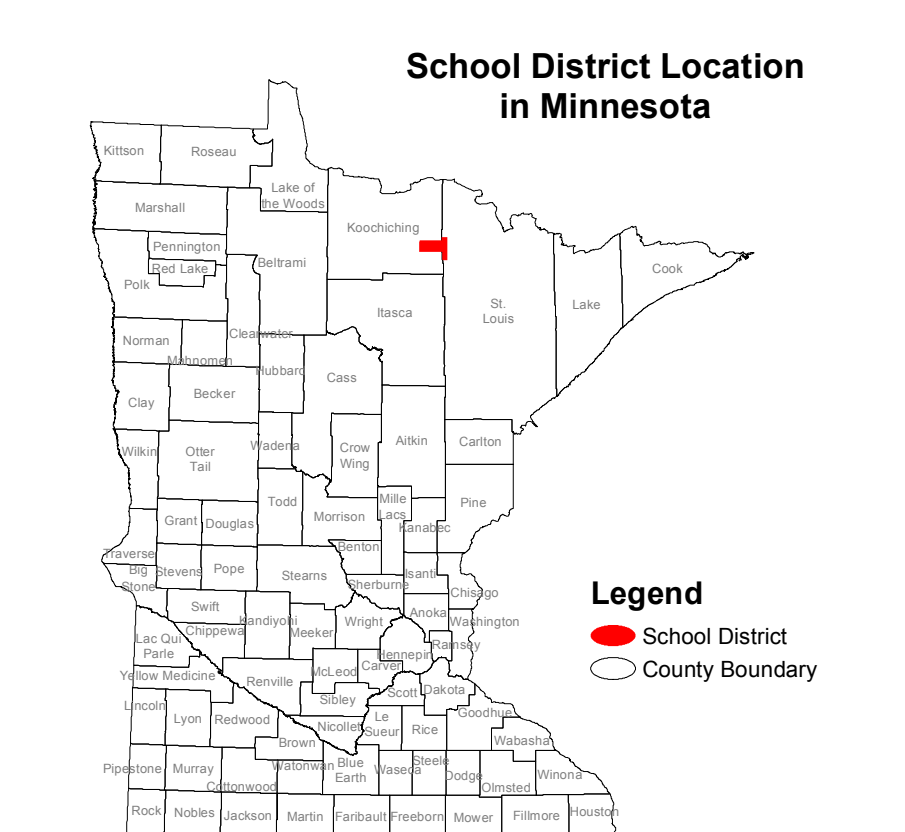 School District Location
in Minnesota
Kittson
Roseau
Lake of
the Woods
Marshall
Koochiching
Pennington
Beltrami
Red Lake
Polk
Cook
St.
Louis
Lake
Itasca
Clearwater
Norman
Mahnomen
Hubbard
Cass
Becker
Clay
Wadena
Aitkin
Carlton
Crow
Wing
Wilkin
Otter
Tail
Todd
Mille
Lacs
Pine
Morrison
Kanabec
Grant
Douglas
Benton
Traverse
Big
Stone
Stevens
Pope
Stearns
Isanti
Sherburne
Chisago
Swift
Kandiyohi
Meeker
Wright
Anoka
Washington
Chippewa
Lac Qui
Parle
Ramsey
Hennepin
Carver
McLeod
Yellow Medicine
Renville
Sibley
Scott
Dakota
Lincoln
Lyon
Redwood
Nicollet
Le
Sueur
Rice
Goodhue
Wabasha
Brown
Pipestone
Murray
Cottonwood
Watonwan
Blue
Earth
Waseca
Steele
Dodge
Olmsted
Winona
Rock
Nobles
Jackson
Martin
Faribault
Freeborn
Mower
Fillmore
Houston
Legend
School District
County Boundary